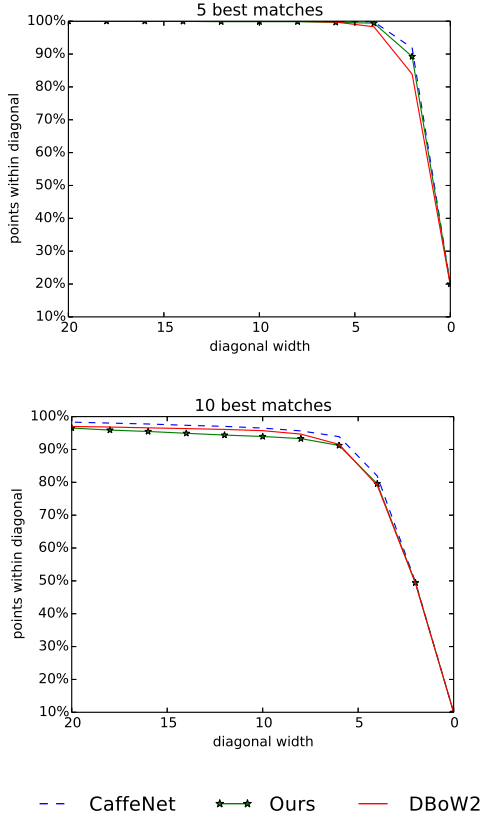 5 best matches
100%
90%
80%
70%
60%
50%
40%
30%
20%
10%
points within diagonal
20 15 10 5 0
diagonal width
10 best matches
100%
90%
80%
70%
60%
50%
40%
30%
20%
10%
points within diagonal
20 15 10 5 0
diagonal width
CaffeNet Ours DBoW2